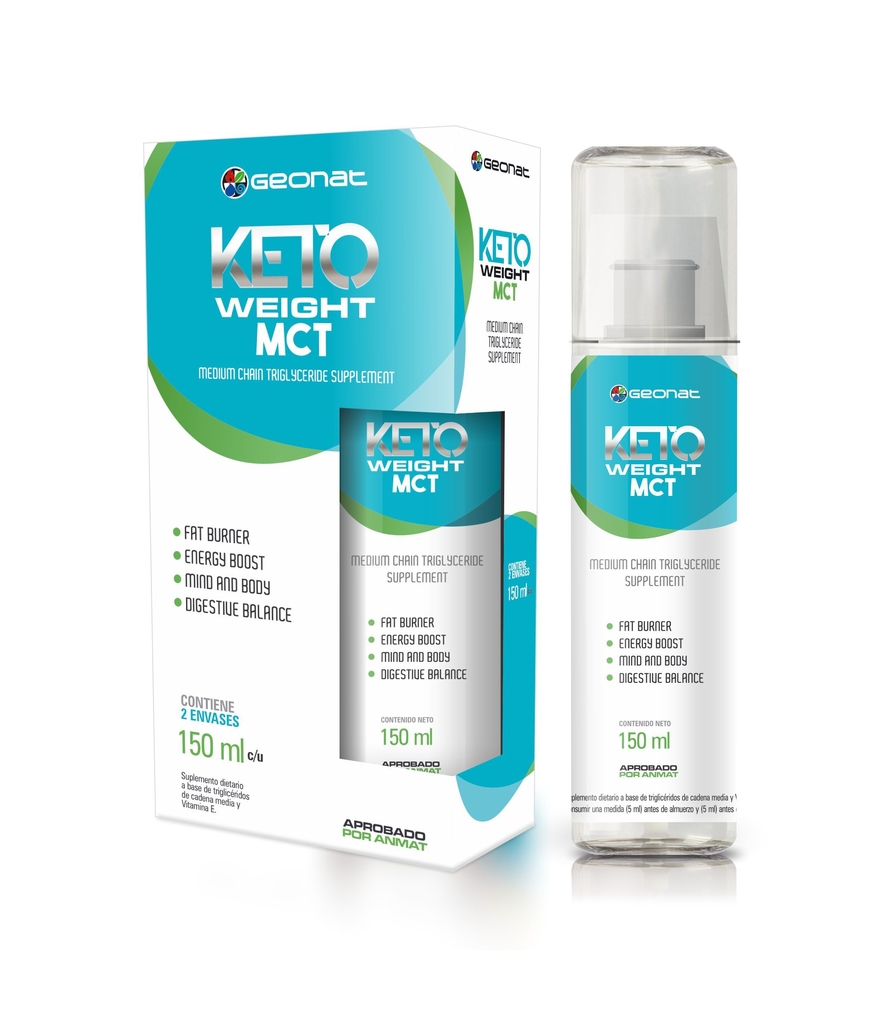 Geonat
KETO
WEIGHT
MCT
MEDIUM CHAIN TRIGLYCERIDE SUPPLEMENT
FAT BURNER
ENERGY BOOST
MIND AND BODY
DIGESTIVE BALANCE
CONTIENE
2 ENVASES
150 ml c/u
Suplemento dietario
a base de triglicéridos
de cadena media y
Vitamina E.
APROBADO
POR ANMAT
KETO
WEIGHT
MCT
MEDIUM CHAIN TRIGLYCERIDE
SUPPLEMENT
FAT BURNER
ENERGY BOOST
MIND AND BODY
DIGESTIVE BALANCE
CONTENIDO NETO
150 ml
APROBADO
Geonat
KETO
WEIGHT
MCT
MEDIUM CHAIN
TRIGLYCERIDE
SUPPLEMENT
CONTIENE
2 ENVASES
150 ml
Geonat
KETO
WEIGHT
MCT
MEDIUM CHAIN TRIGLYCERIDE
SUPPLEMENT
FAT BURNER
ENERGY BOOST
MIND AND BODY
DIGESTIVE BALANCE
CONTENIDO NETO
150 ml
APROBADO
POR ANMAT
plemento dietario a base de triglicéridos de cadena media y V
nsumir una medida (5 ml) antes de almuerzo y (5 ml) antes